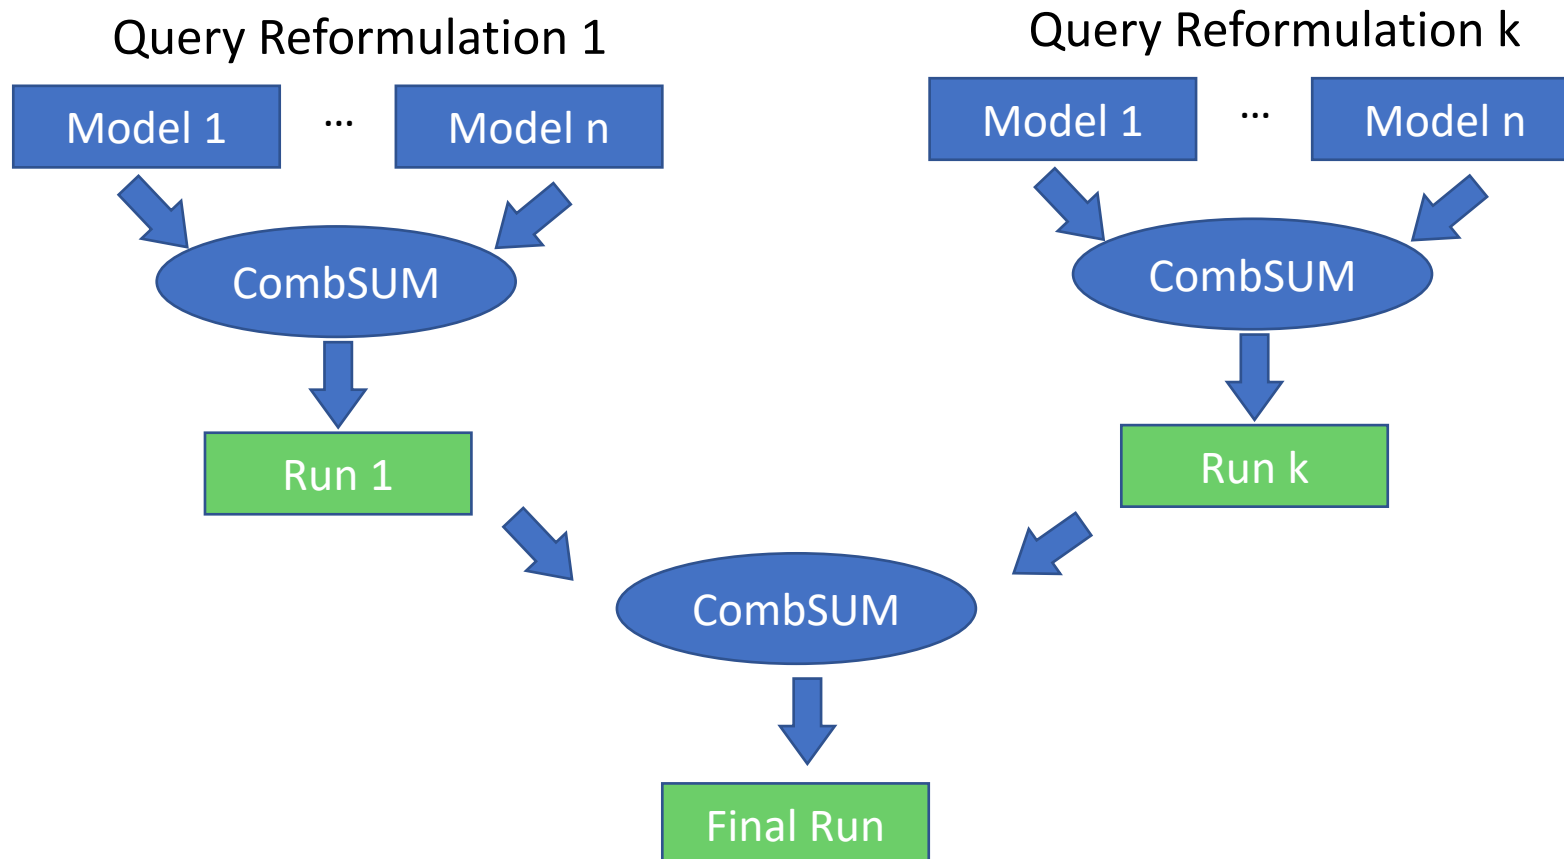 Query Reformulation 1
Query Reformulation k
Model 1
...
Model n
Model 1
...
Model n
CombSUM
CombSUM
Run 1
Run k
CombSUM
Final Run